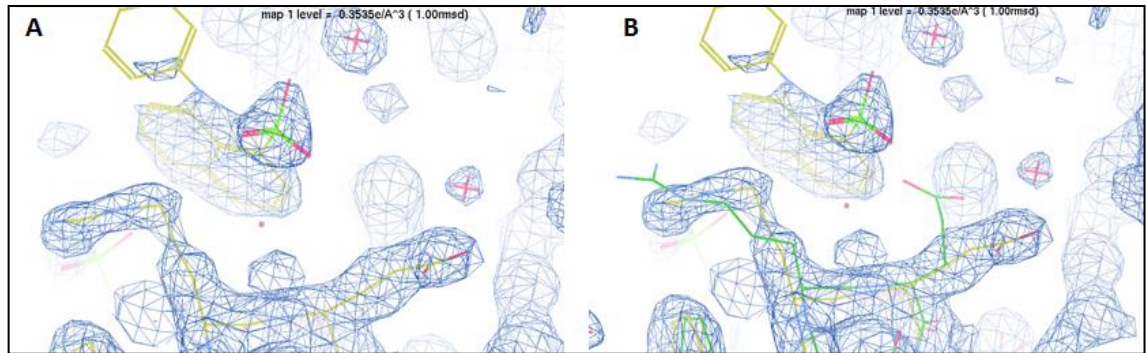 A
map 1 level = 0.3535e/A^3 ( 1.00rmsd)
B
map 1 level = 0.3535e/A^3 ( 1.00rmsd)